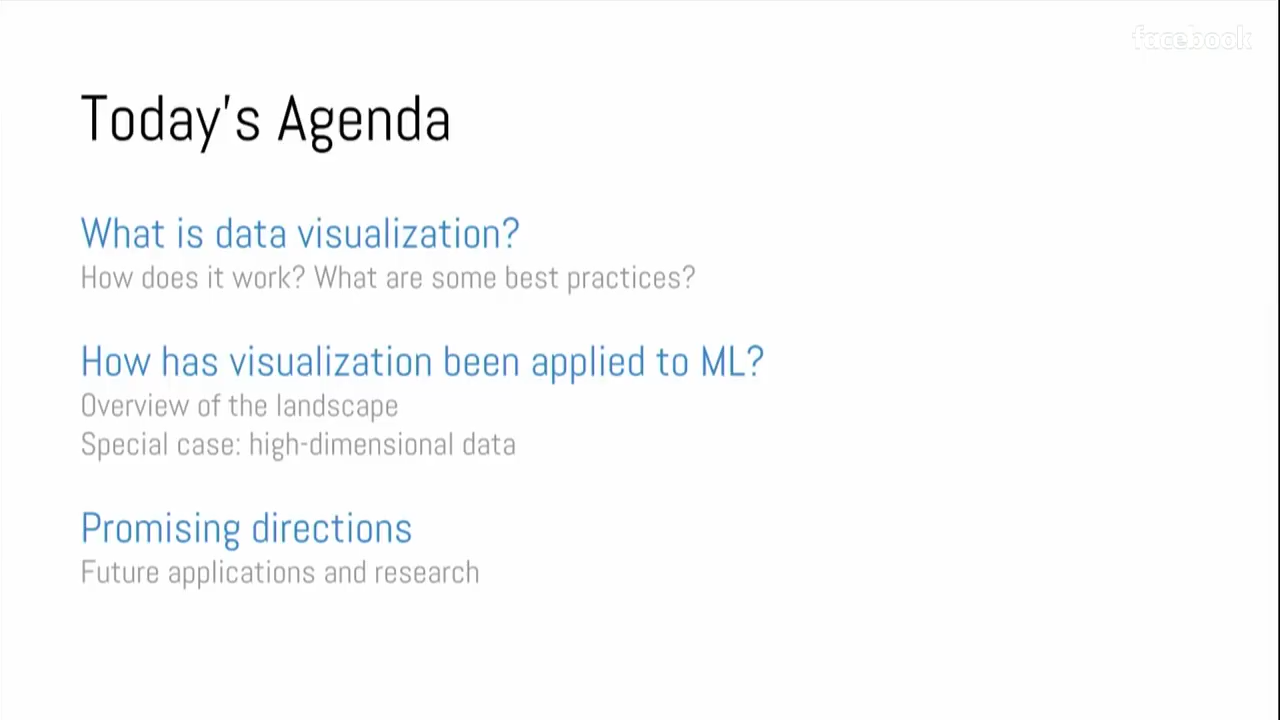 facebook
Today's Agenda
What is data visualization?
How does it work? What are some best practices?
How has visualization been applied to ML?
Overview of the landscape
Special case: high-dimensional data
Promising directions
Future applications and research